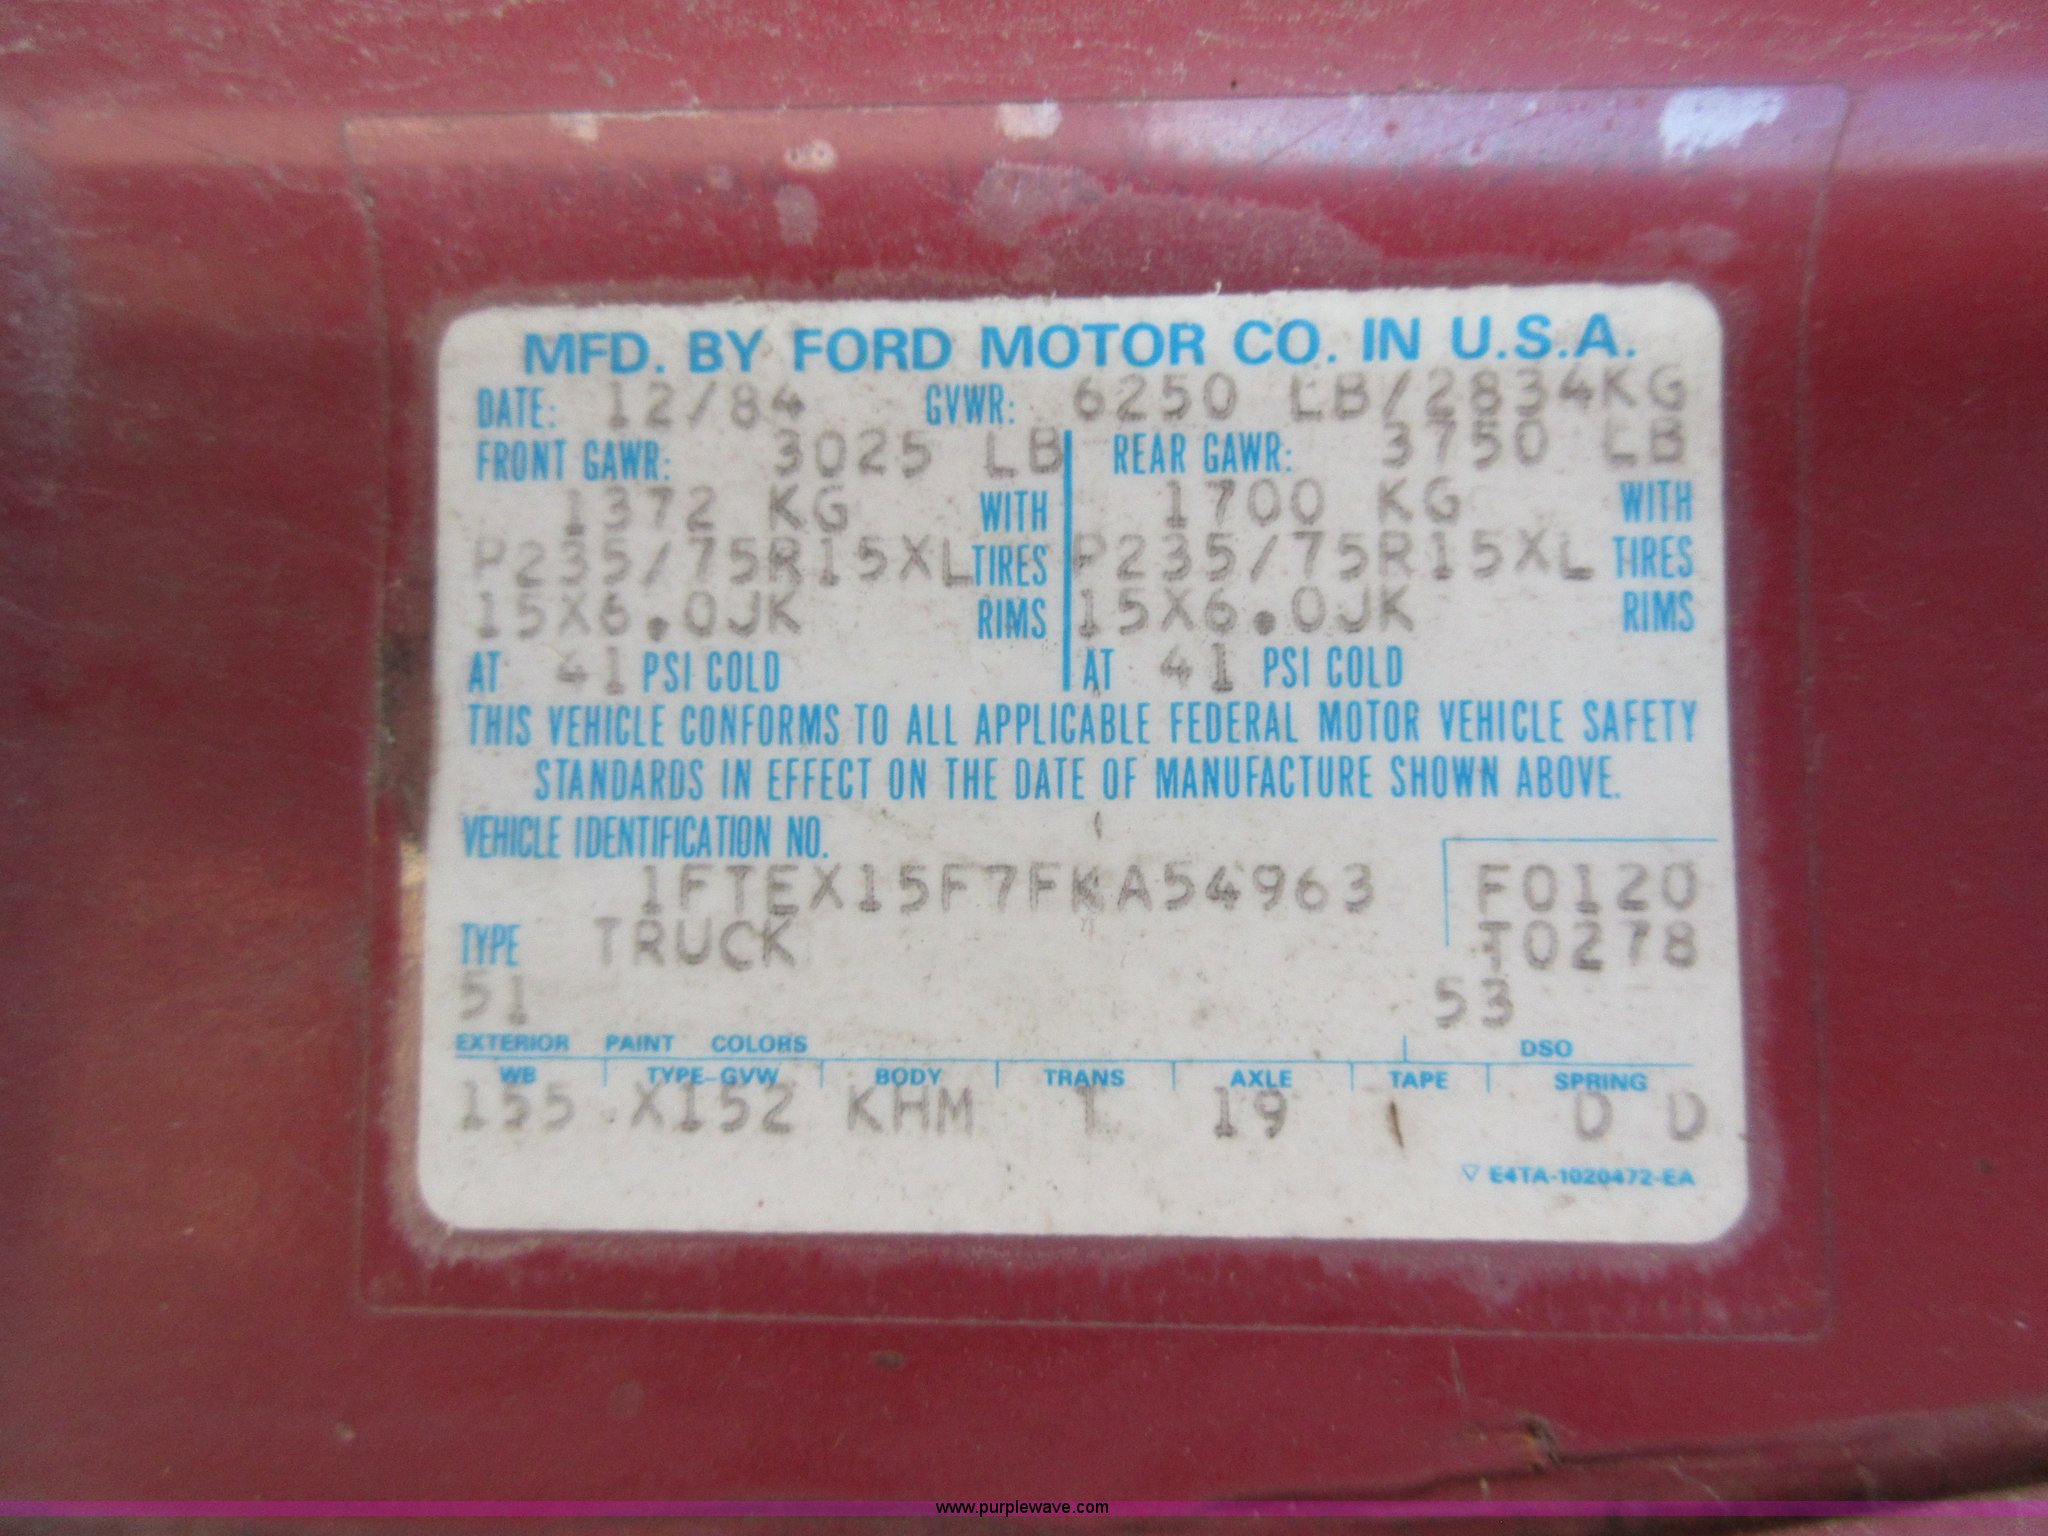 MFD. BY FORD MOTOR CO. IN U.S.A.
DATE: 12/84 GVWR: 6250 LB/2834KG
FRONT GAWR: 3025 LB REAR GAWR: 3750 LB
1372 KG WITH 1700 KG WITH
P235/75R15XL TIRES P235/75R15XL TIRES
15X6.0JK RIMS 15X6.0JK RIMS
AT 41 PSI COLD AT 41 PSI COLD
THIS VEHICLE CONFORMS TO ALL APPLICABLE FEDERAL MOTOR VEHICLE SAFETY
STANDARDS IN EFFECT ON THE DATE OF MANUFACTURE SHOWN ABOVE.
VEHICLE IDENTIFICATION NO.
1FTEX15F7FKA54963 F0120
TYPE TRUCK T0278
51 53
EXTERIOR PAINT COLORS DSO
WB TYPE-GVW BODY TRANS AXLE TAPE SPRING
155 X152 KHM 19 D D
▽ E4TA-1020472-EA
www.purplewave.com